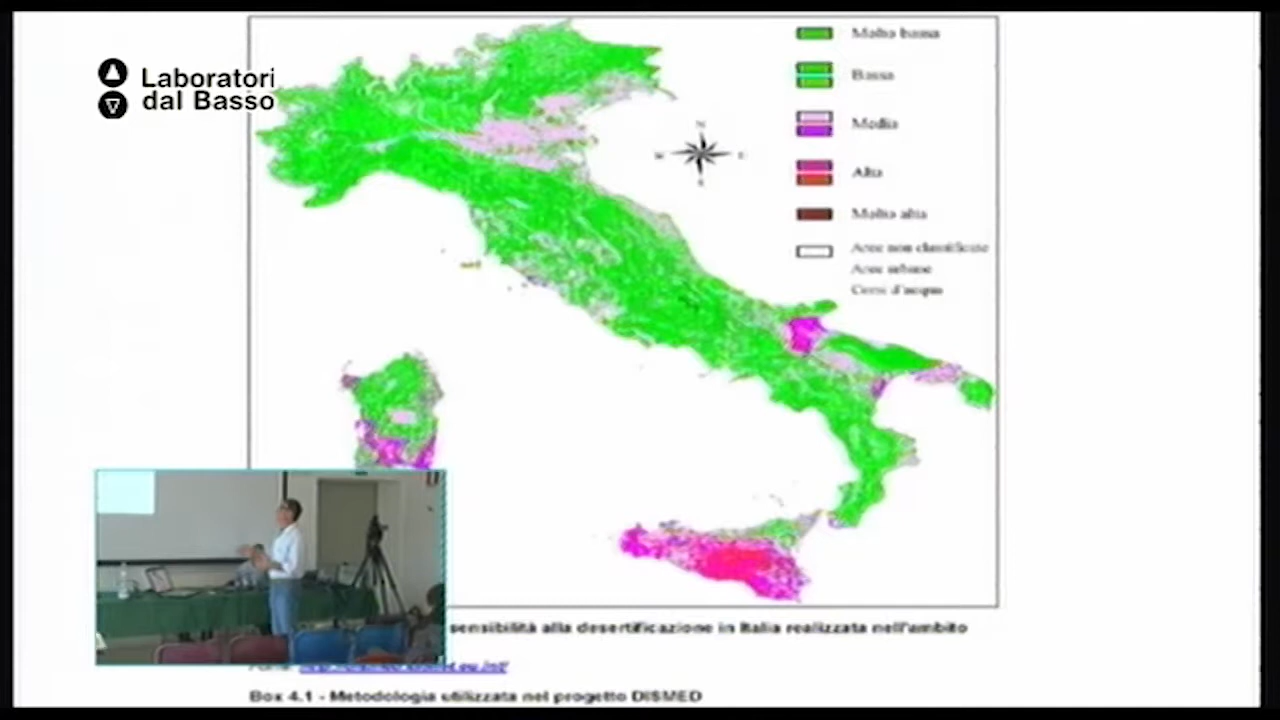 Laboratori
dal Basso
Molto bassa
Bassa
Media
Alta
Molto alta
Aree non classificate
Aree urbane
Corsi d'acqua
N
E
S
sensibilità alla desertificazione in Italia realizzata nell'ambito
Box 4.1 - Metodologia utilizzata nel progetto DISMED